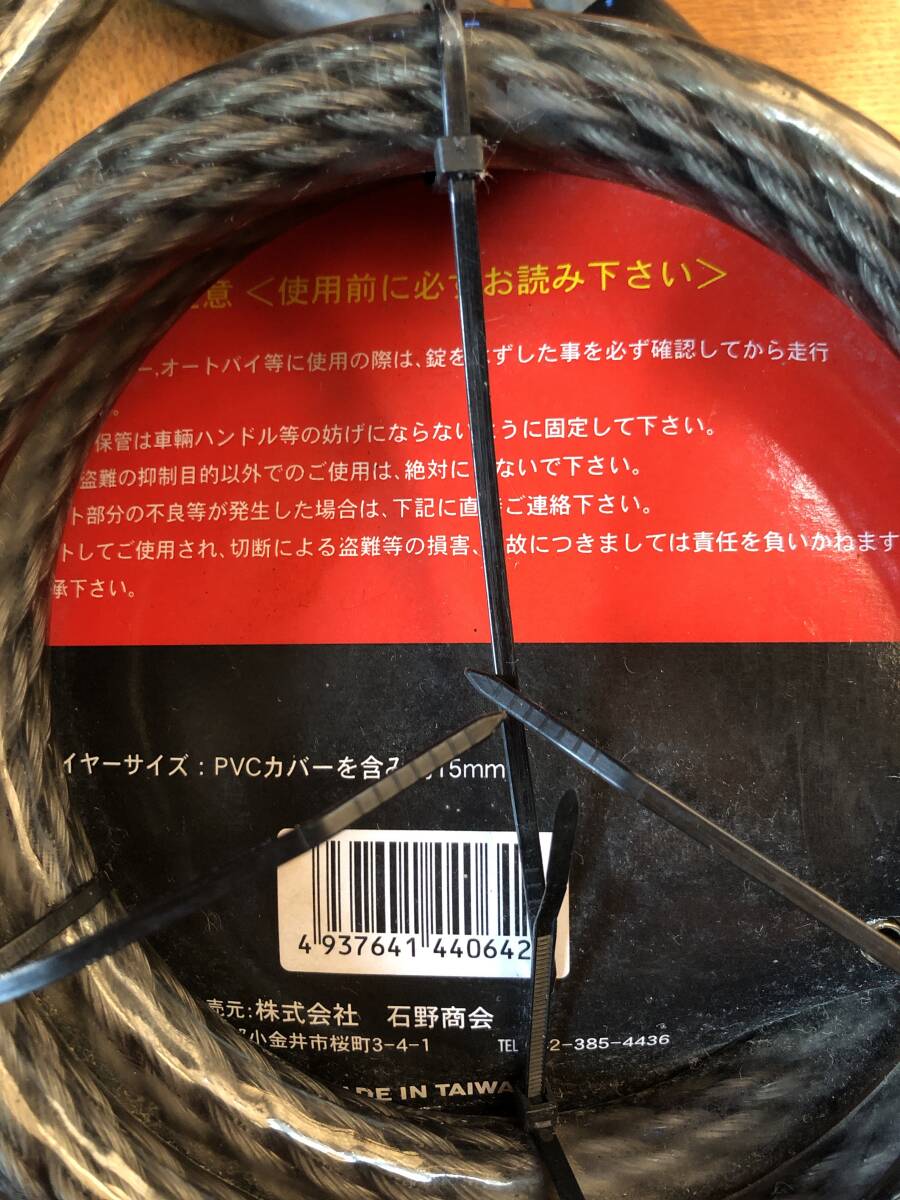 意 <使用前に必ずお読み下さい>
ー,オートバイ等に使用の際は、錠をはずした事を必ず確認してから走行
。
保管は車輌ハンドル等の妨げにならないように固定して下さい。
盗難の抑制目的以外でのご使用は、絶対にしないで下さい。
ト部分の不良等が発生した場合は、下記に直接ご連絡下さい。
トしてご使用され、切断による盗難等の損害、事故につきましては責任を負いかねます
承下さい。
イヤーサイズ：PVCカバーを含み 15mm
4 937641 440642
売元:株式会社 石野商会
小金井市桜町3-4-1 TEL 2-385-4436
DE IN TAIWA